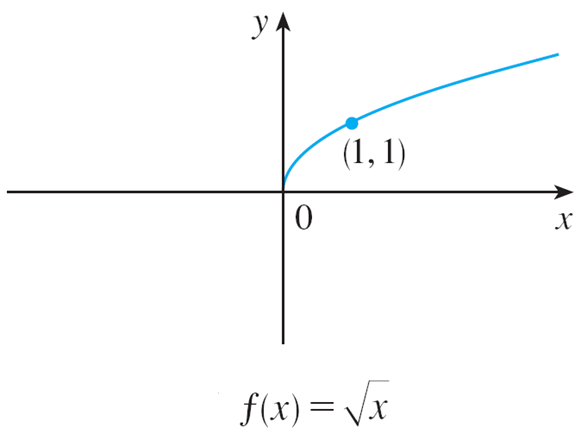 y
(1, 1)
0
x
f(x) = √x